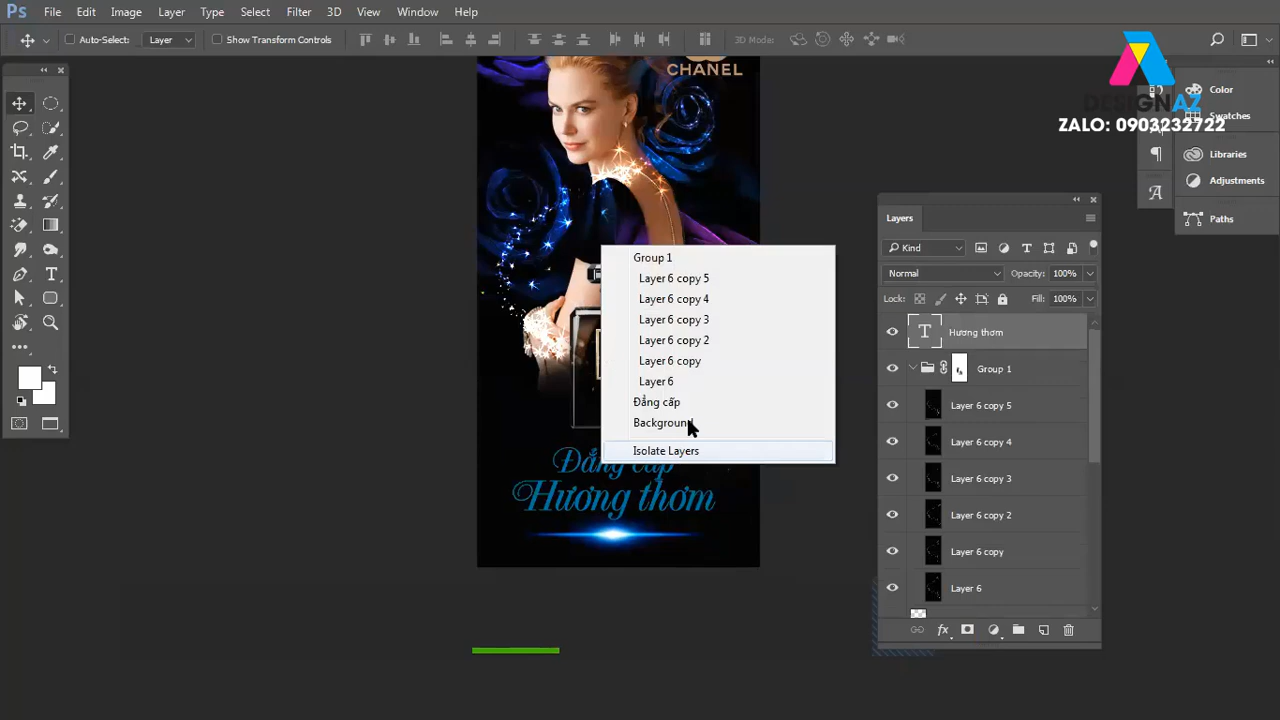 Ps File Edit Image Layer Type Select Filter 3D View Window Help
Auto-Select: Layer Show Transform Controls 3D Mode:
CHANEL
DESIGNAZ
ZALO: 0903232722
Color
Swatches
Libraries
Adjustments
Paths
Group 1
Layer 6 copy 5
Layer 6 copy 4
Layer 6 copy 3
Layer 6 copy 2
Layer 6 copy
Layer 6
Đẳng cấp
Background
Isolate Layers
Đẳng cấp
Hương thơm
Layers
Kind
Normal Opacity: 100%
Lock: Fill: 100%
Hương thơm
Group 1
Layer 6 copy 5
Layer 6 copy 4
Layer 6 copy 3
Layer 6 copy 2
Layer 6 copy
Layer 6